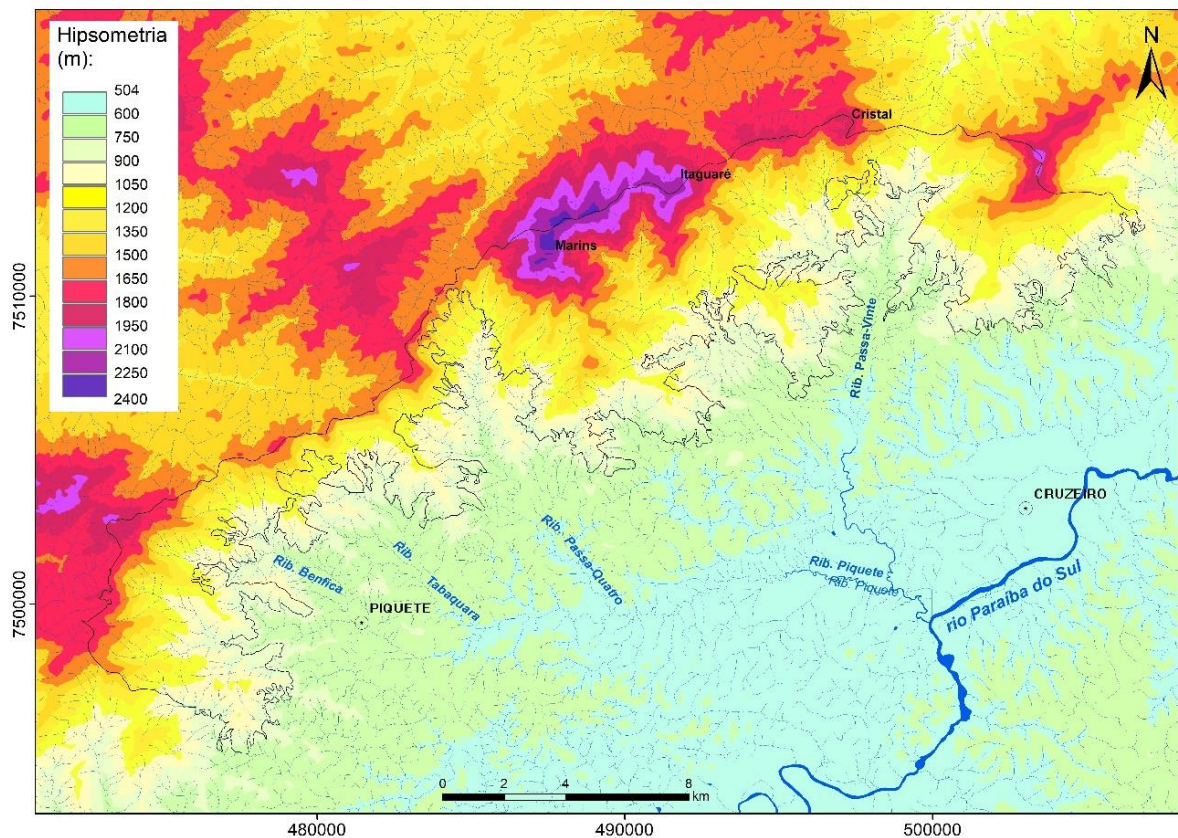 Hipsometria
(m):
504
600
750
900
1050
1200
1350
1500
1650
1800
1950
2100
2250
2400
N
Cristal
Itaguaré
Marins
7510000
Rib. Passa-Vinte
CRUZEIRO
Rib. Passa-Quatro
Rib. Benfica
Rib. Tabaquara
Rib. Piquete
Rib. Piquete
7500000
PIQUETE
rio Paraíba do Sul
0 2 4 8
km
480000 490000 500000